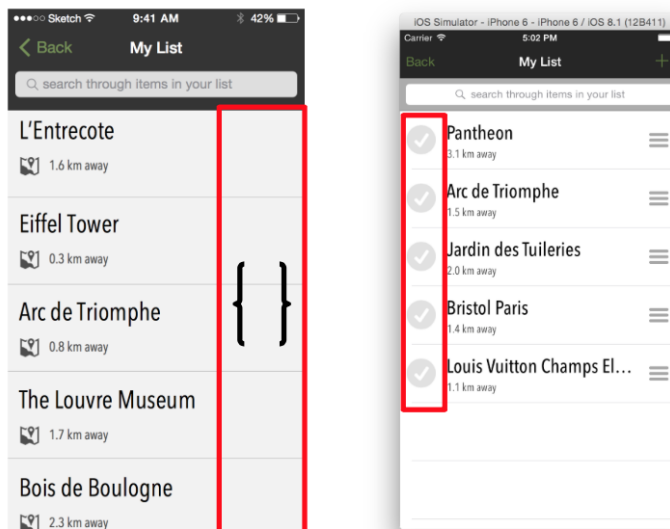 Sketch 9:41 AM 42%
Back My List
search through items in your list
L'Entrecote
1.6 km away
Eiffel Tower
0.3 km away
{ }
Arc de Triomphe
0.8 km away
The Louvre Museum
1.7 km away
Bois de Boulogne
2.3 km away
iOS Simulator - iPhone 6 - iPhone 6 / iOS 8.1 (12B411)
Carrier 5:02 PM
Back My List +
search through items in your list
Pantheon
3.1 km away
Arc de Triomphe
1.5 km away
Jardin des Tuileries
2.0 km away
Bristol Paris
1.4 km away
Louis Vuitton Champs El...
1.1 km away